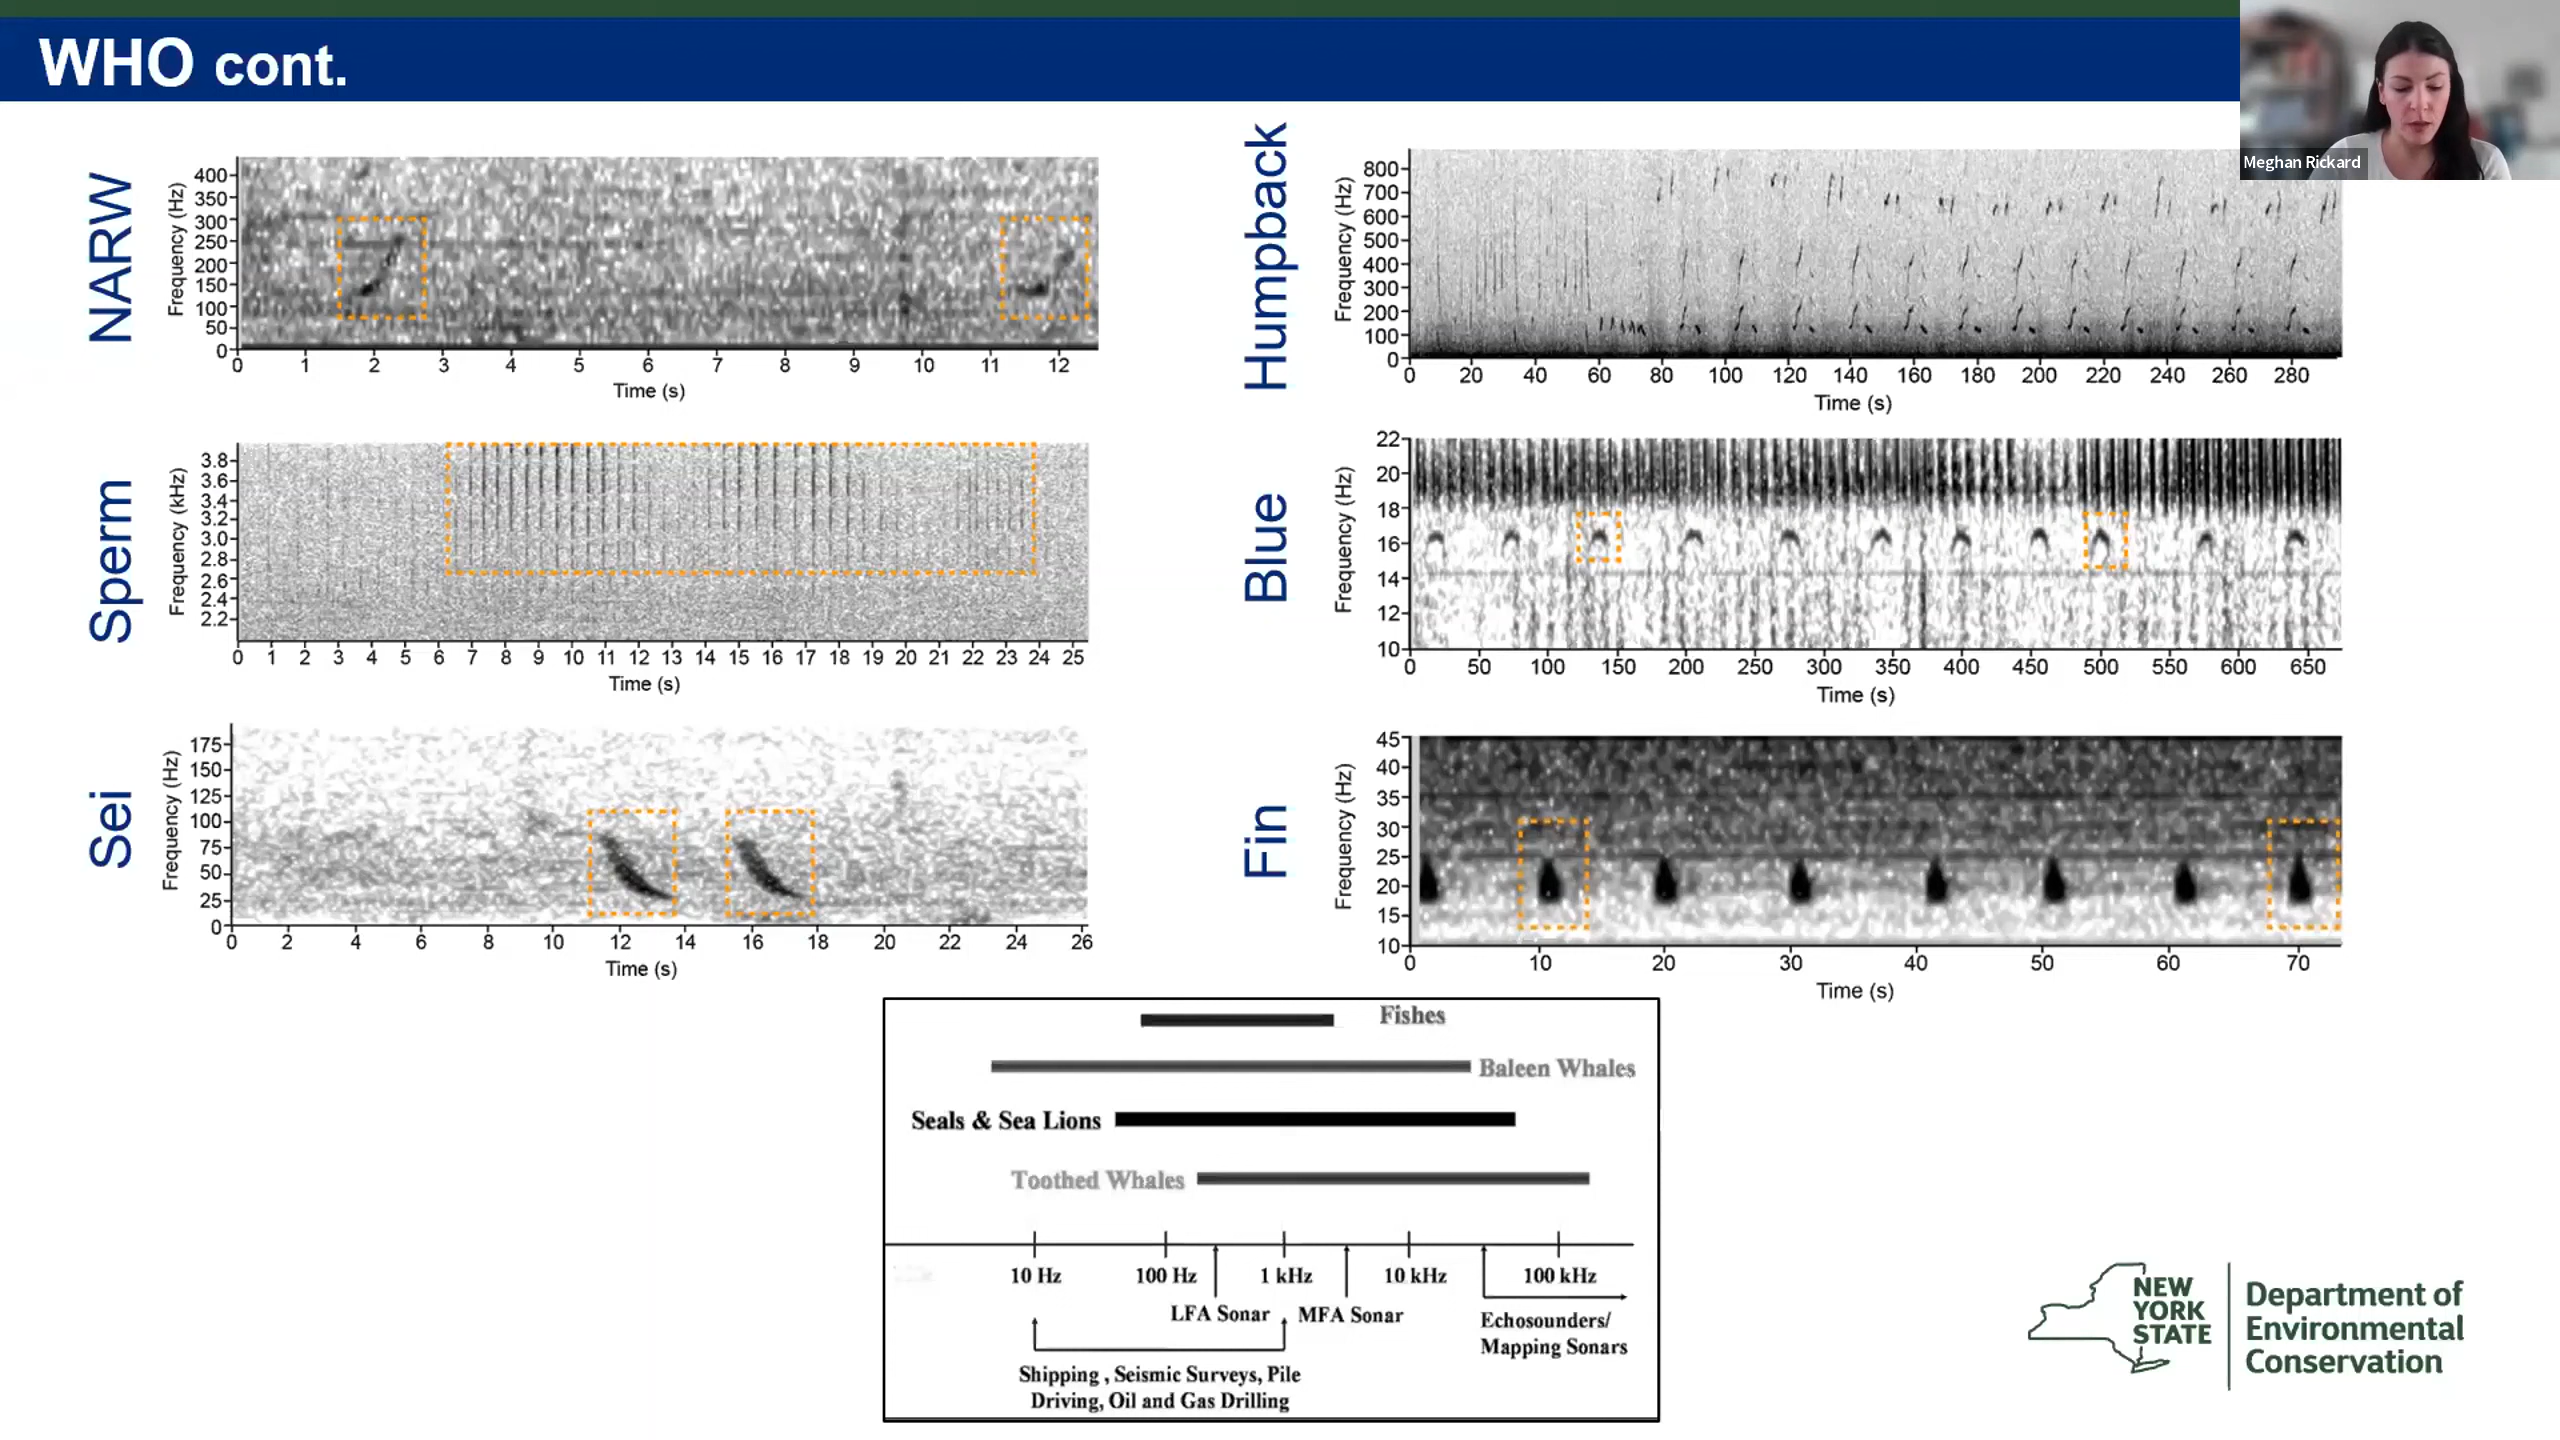 WHO cont.
Meghan Rickard
NARW
Frequency (Hz)
400
350
300
250
200
150
100
50
0
0 1 2 3 4 5 6 7 8 9 10 11 12
Time (s)
Humpback
Frequency (Hz)
800
700
600
500
400
300
200
100
0
0 20 40 60 80 100 120 140 160 180 200 220 240 260 280
Time (s)
Sperm
Frequency (kHz)
3.8
3.6
3.4
3.2
3.0
2.8
2.6
2.4
2.2
0 1 2 3 4 5 6 7 8 9 10 11 12 13 14 15 16 17 18 19 20 21 22 23 24 25
Time (s)
Blue
Frequency (Hz)
22
20
18
16
14
12
10
0 50 100 150 200 250 300 350 400 450 500 550 600 650
Time (s)
Sei
Frequency (Hz)
175
150
125
100
75
50
25
0
0 2 4 6 8 10 12 14 16 18 20 22 24 26
Time (s)
Fin
Frequency (Hz)
45
40
35
30
25
20
15
10
0 10 20 30 40 50 60 70
Time (s)
Fishes
Baleen Whales
Seals & Sea Lions
Toothed Whales
10 Hz 100 Hz 1 kHz 10 kHz 100 kHz
LFA Sonar MFA Sonar
Echosounders/
Mapping Sonars
Shipping , Seismic Surveys, Pile
Driving, Oil and Gas Drilling
NEW
YORK
STATE
Department of
Environmental
Conservation